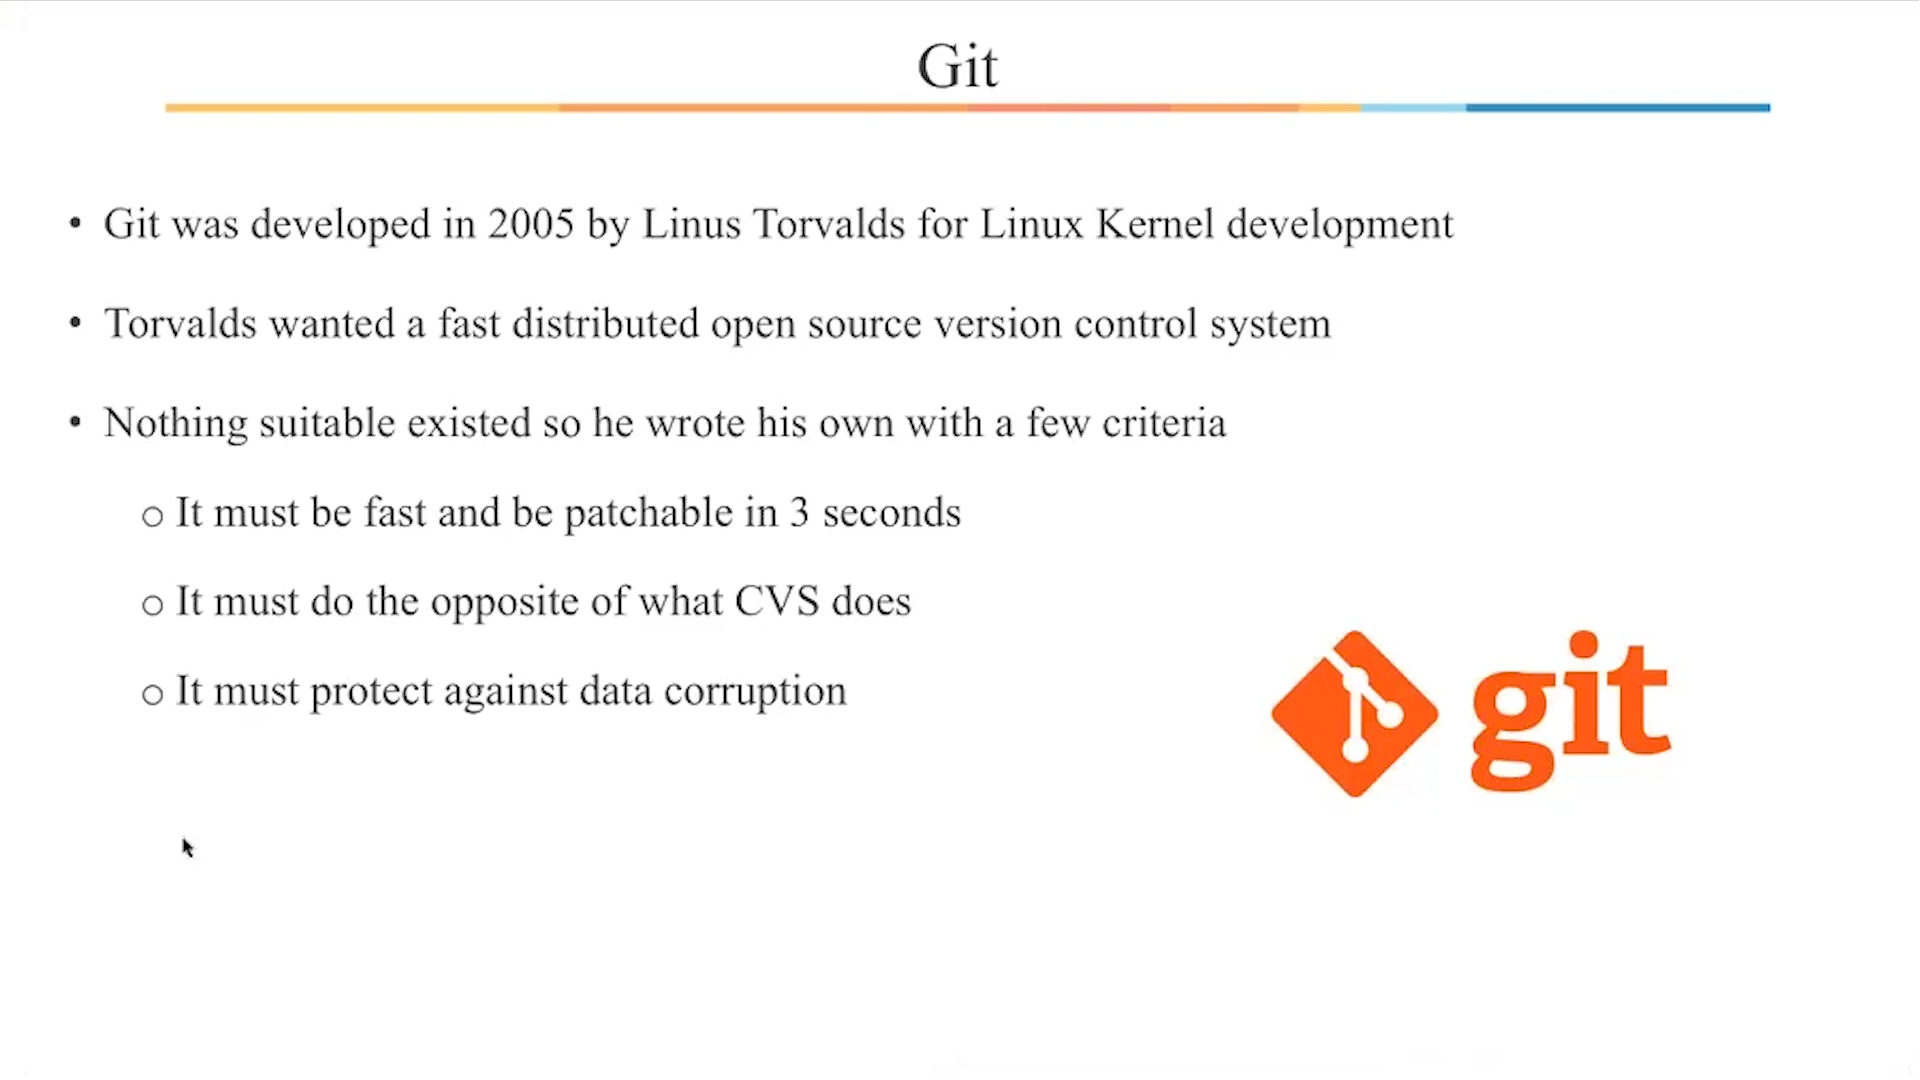 Git
• Git was developed in 2005 by Linus Torvalds for Linux Kernel development
• Torvalds wanted a fast distributed open source version control system
• Nothing suitable existed so he wrote his own with a few criteria
o It must be fast and be patchable in 3 seconds
o It must do the opposite of what CVS does
o It must protect against data corruption
git